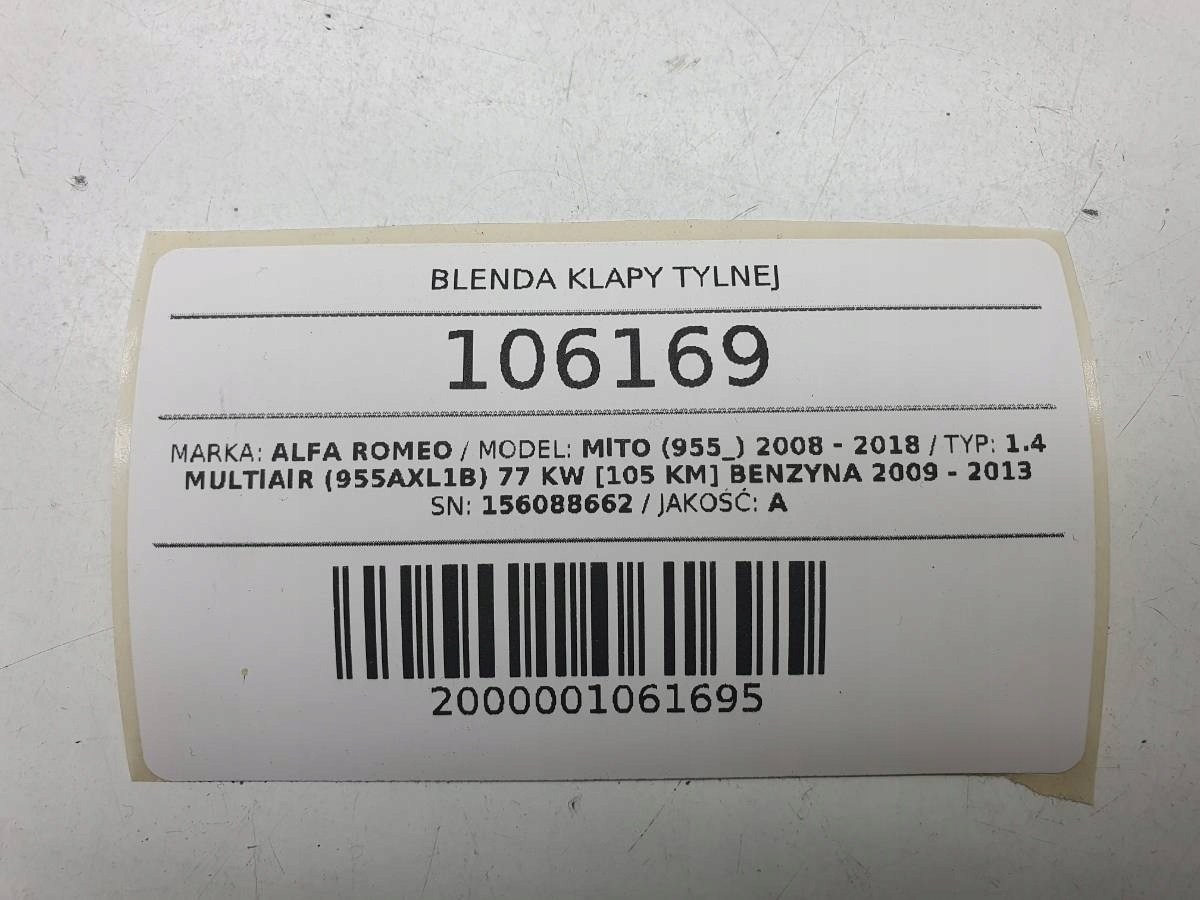 BLENDA KLAPY TYLNEJ
106169
MARKA: ALFA ROMEO / MODEL: MITO (955_) 2008 - 2018 / TYP: 1.4
MULTIAIR (955AXL1B) 77 KW [105 KM] BENZYNA 2009 - 2013
SN: 156088662 / JAKOŚĆ: A
2000001061695